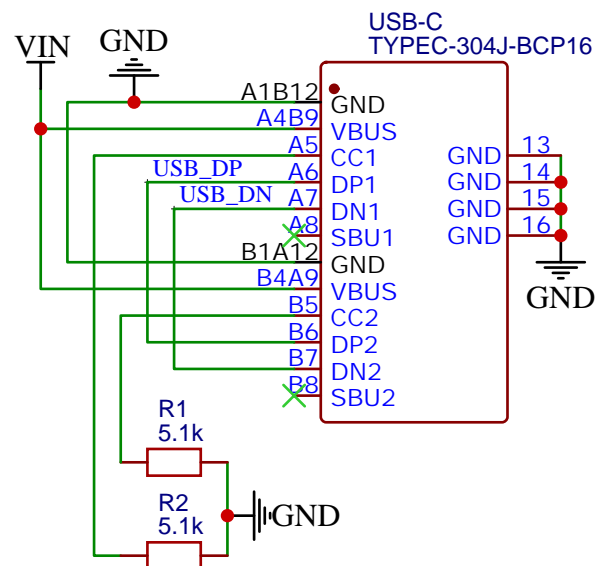 USB-C
TYPEC-304J-BCP16
VIN
GND
A1B12 GND
A4B9 VBUS
A5 CC1 GND 13
USB_DP A6 DP1 GND 14
USB_DN A7 DN1 GND 15
A8 SBU1 GND 16
B1A12 GND
B4A9 VBUS
GND
B5 CC2
B6 DP2
B7 DN2
B8 SBU2
R1
5.1k
R2
5.1k
GND